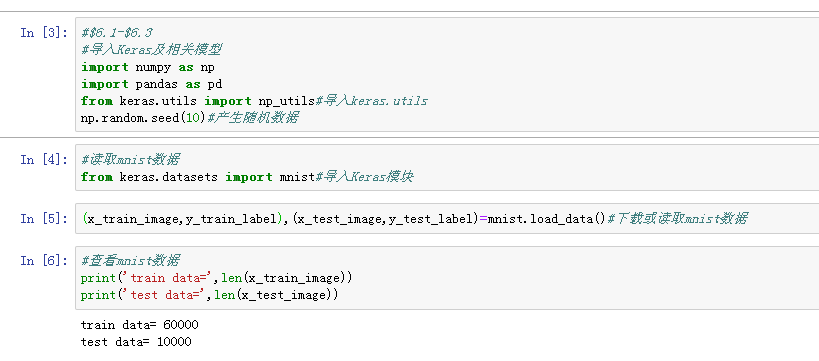 In [3]:
#$6.1-$6.3
#导入Keras及相关模型
import numpy as np
import pandas as pd
from keras.utils import np_utils#导入keras.utils
np.random.seed(10)#产生随机数据
In [4]:
#读取mnist数据
from keras.datasets import mnist#导入Keras模块
In [5]:
(x_train_image,y_train_label),(x_test_image,y_test_label)=mnist.load_data()#下载或读取mnist数据
In [6]:
#查看mnist数据
print('train data=',len(x_train_image))
print('test data=',len(x_test_image))
train data= 60000
test data= 10000